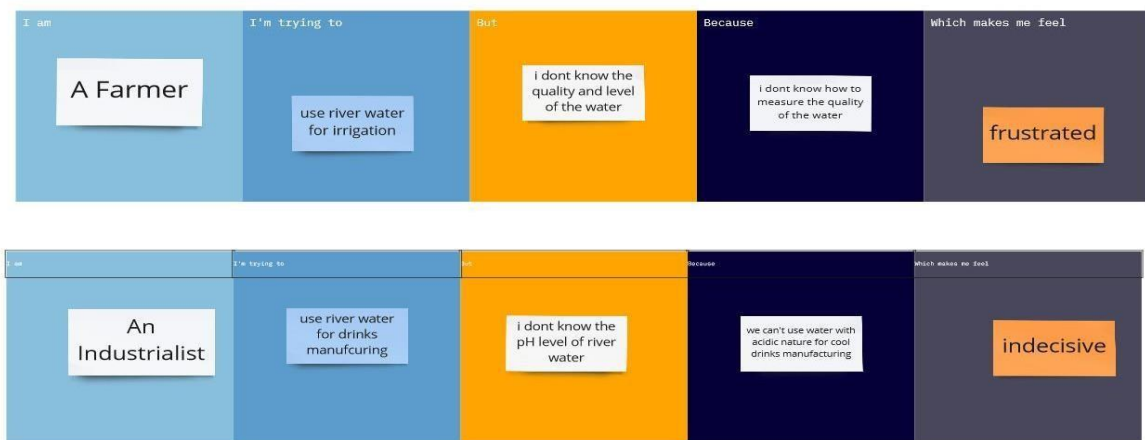 I am
I'm trying to
But
Because
Which makes me feel
A Farmer
use river water
for irrigation
i dont know the
quality and level
of the water
i dont know how to
measure the quality
of the water
frustrated
I am
I'm trying to
But
Because
Which makes me feel
An
Industrialist
use river water
for drinks
manufcuring
i dont know the
pH level of river
water
we can't use water with
acidic nature for cool
drinks manufacturing
indecisive